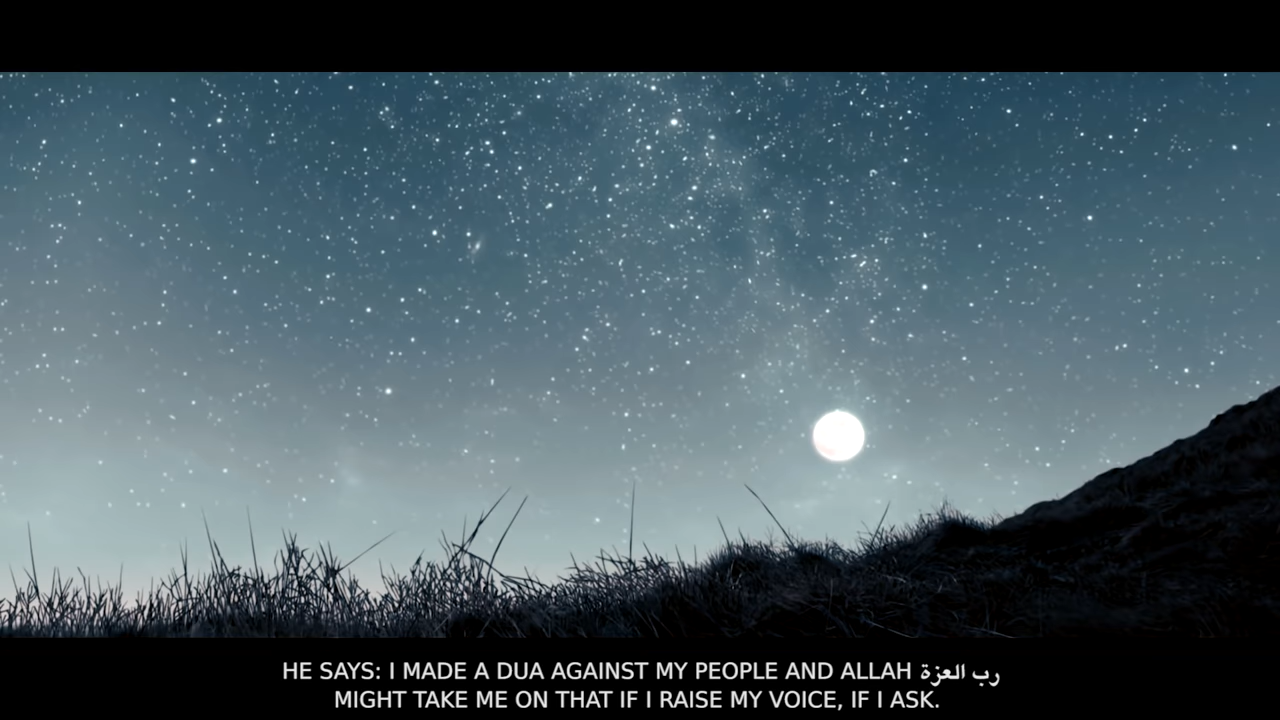 HE SAYS: I MADE A DUA AGAINST MY PEOPLE AND ALLAH رب العزة
MIGHT TAKE ME ON THAT IF I RAISE MY VOICE, IF I ASK.